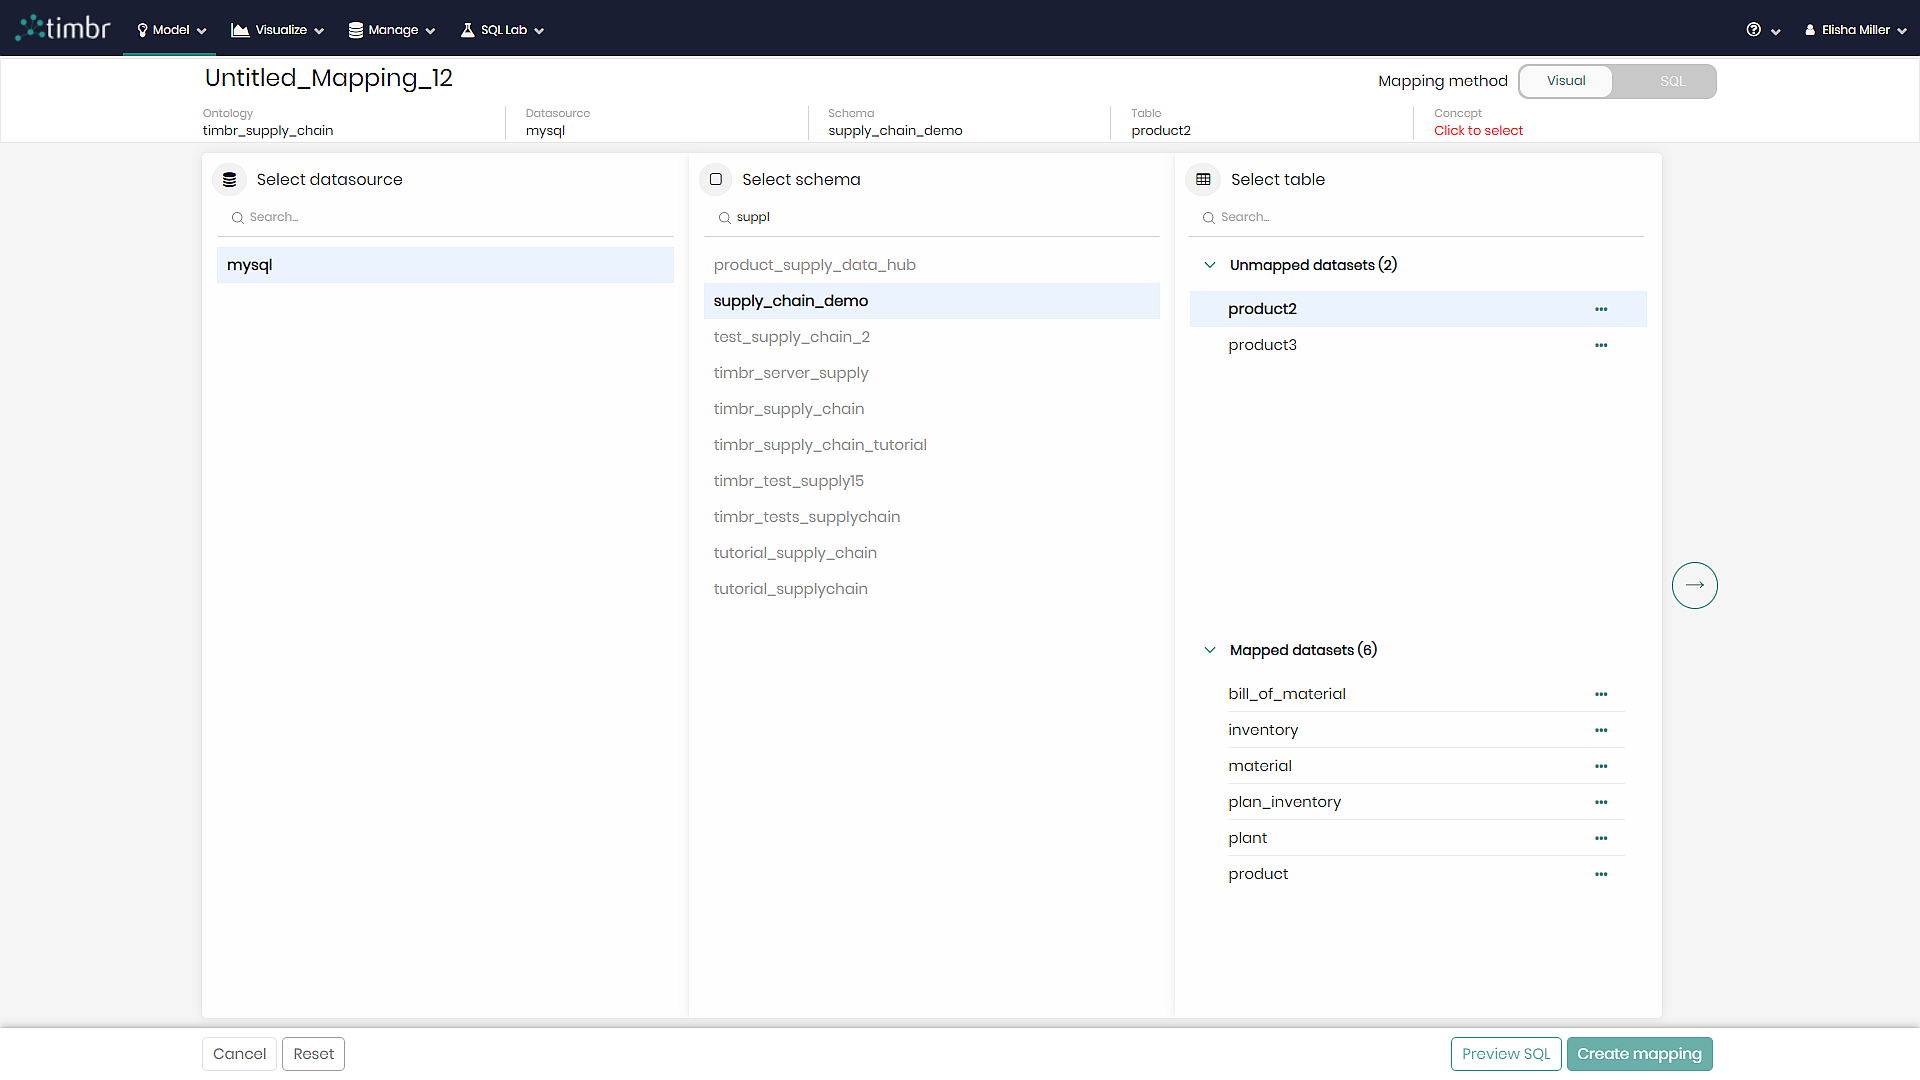 timbr
Model
Visualize
Manage
SQL Lab
Elisha Miller
Untitled_Mapping_12
Mapping method
Visual
SQL
Ontology
timbr_supply_chain
Datasource
mysql
Schema
supply_chain_demo
Table
product2
Concept
Click to select
Select datasource
Search...
mysql
Select schema
suppl
product_supply_data_hub
supply_chain_demo
test_supply_chain_2
timbr_server_supply
timbr_supply_chain
timbr_supply_chain_tutorial
timbr_test_supply15
timbr_tests_supplychain
tutorial_supply_chain
tutorial_supplychain
Select table
Search...
Unmapped datasets (2)
product2
product3
Mapped datasets (6)
bill_of_material
inventory
material
plan_inventory
plant
product
Cancel
Reset
Preview SQL
Create mapping